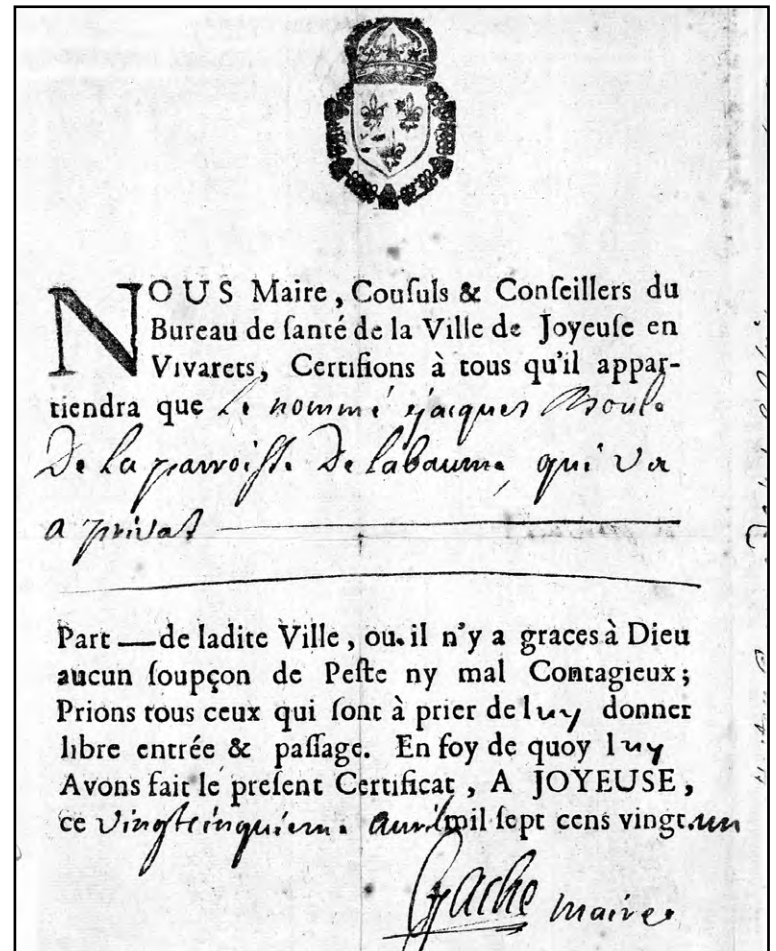 NOUS Maire, Couſuls & Conſeillers du
Bureau de ſanté de la Ville de Joyeuſe en
Vivarets, Certifions à tous qu'il appar-
tiendra que le nommé jacques
De La parroisse De labaume, qui va
a privat
Part — de ladite Ville, ou il n'y a graces à Dieu
aucun ſoupçon de Peſte ny mal Contagieux;
Prions tous ceux qui ſont à prier de luy donner
libre entrée & paſſage. En foy de quoy luy
Avons fait le preſent Certificat, A JOYEUSE,
ce vingtcinquieme auril mil ſept cens vingt.un
Gache maire